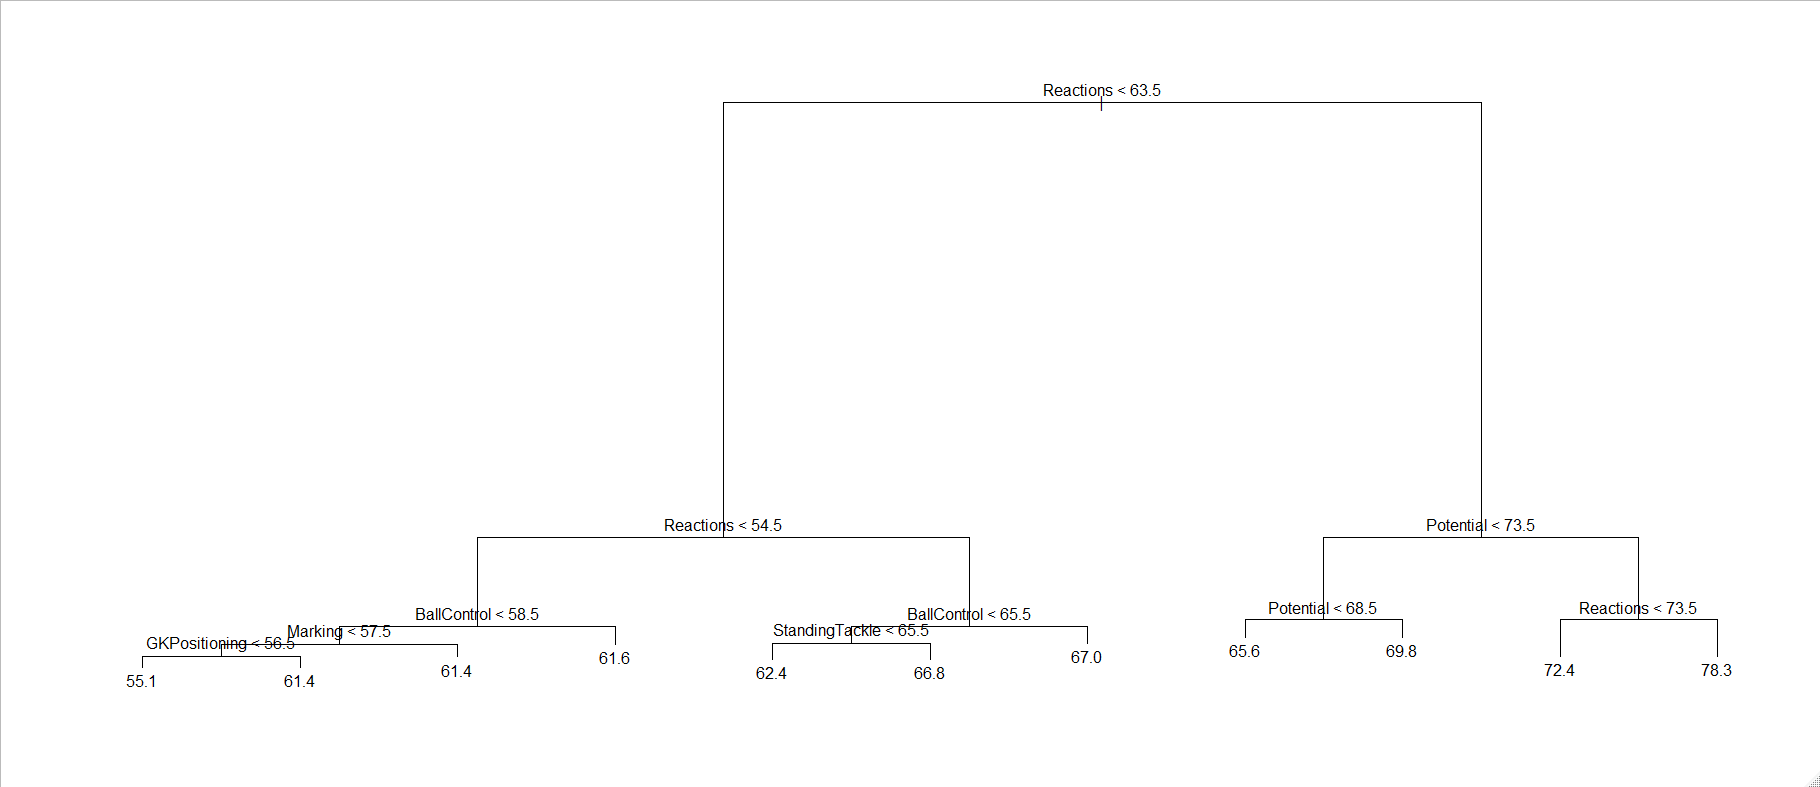 Reactions < 63.5
Reactions < 54.5
Potential < 73.5
BallControl < 58.5
BallControl < 65.5
Potential < 68.5
Reactions < 73.5
Marking < 57.5
StandingTackle < 65.5
GKPositioning < 56.5
55.1
61.4
61.4
61.6
62.4
66.8
67.0
65.6
69.8
72.4
78.3